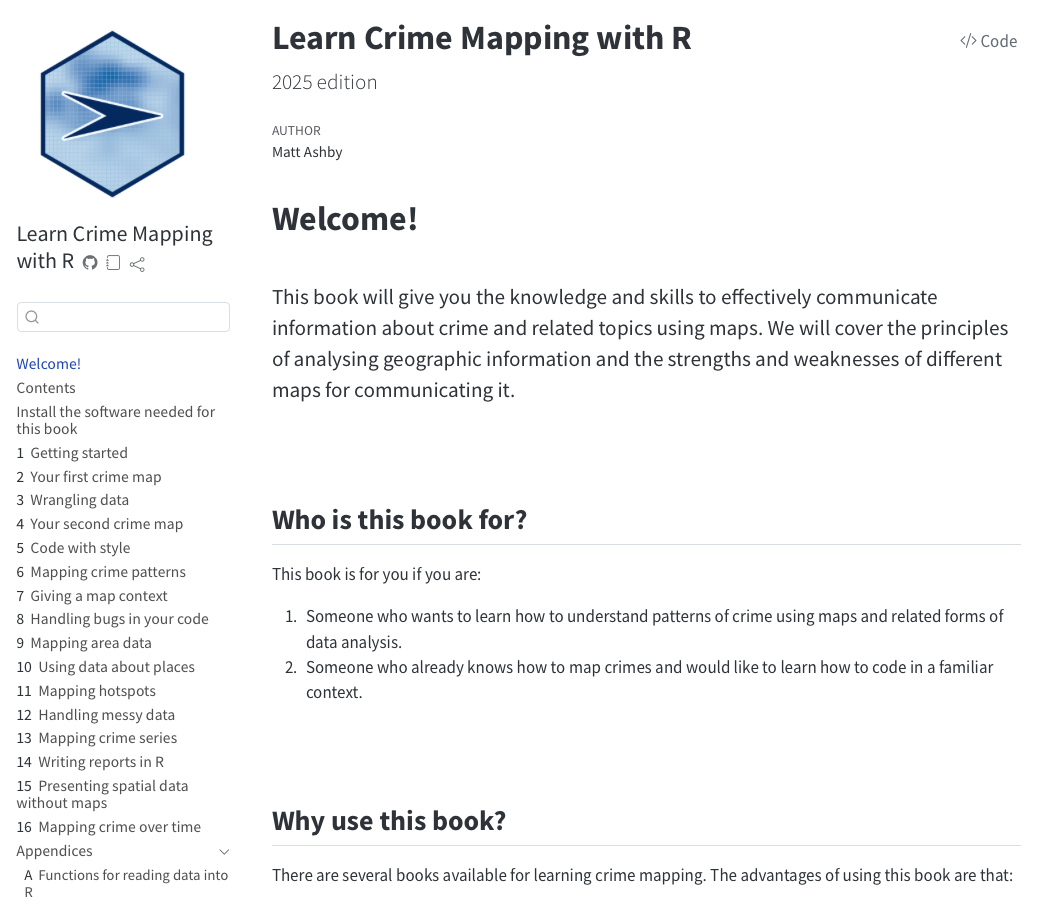 Learn Crime Mapping
with R
Welcome!
Contents
Install the software needed for
this book
1 Getting started
2 Your first crime map
3 Wrangling data
4 Your second crime map
5 Code with style
6 Mapping crime patterns
7 Giving a map context
8 Handling bugs in your code
9 Mapping area data
10 Using data about places
11 Mapping hotspots
12 Handling messy data
13 Mapping crime series
14 Writing reports in R
15 Presenting spatial data
without maps
16 Mapping crime over time
Appendices
A Functions for reading data into
R
Learn Crime Mapping with R
</> Code
2025 edition
AUTHOR
Matt Ashby
Welcome!
This book will give you the knowledge and skills to effectively communicate
information about crime and related topics using maps. We will cover the principles
of analysing geographic information and the strengths and weaknesses of different
maps for communicating it.
Who is this book for?
This book is for you if you are:
1. Someone who wants to learn how to understand patterns of crime using maps and related forms of
data analysis.
2. Someone who already knows how to map crimes and would like to learn how to code in a familiar
context.
Why use this book?
There are several books available for learning crime mapping. The advantages of using this book are that: